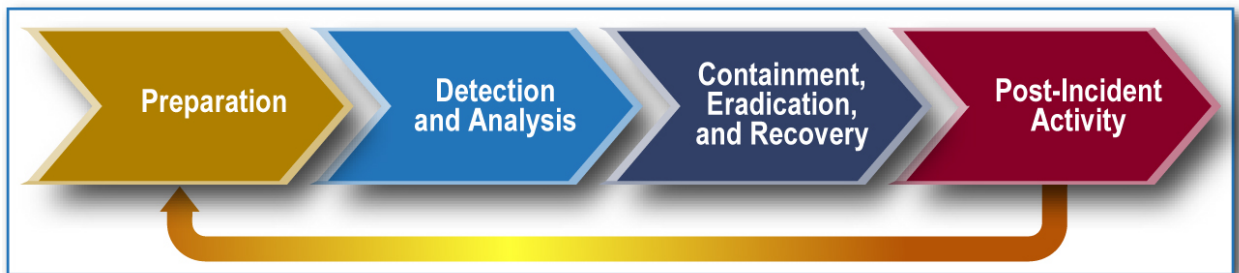 Preparation
Detection
and Analysis
Containment,
Eradication,
and Recovery
Post-Incident
Activity